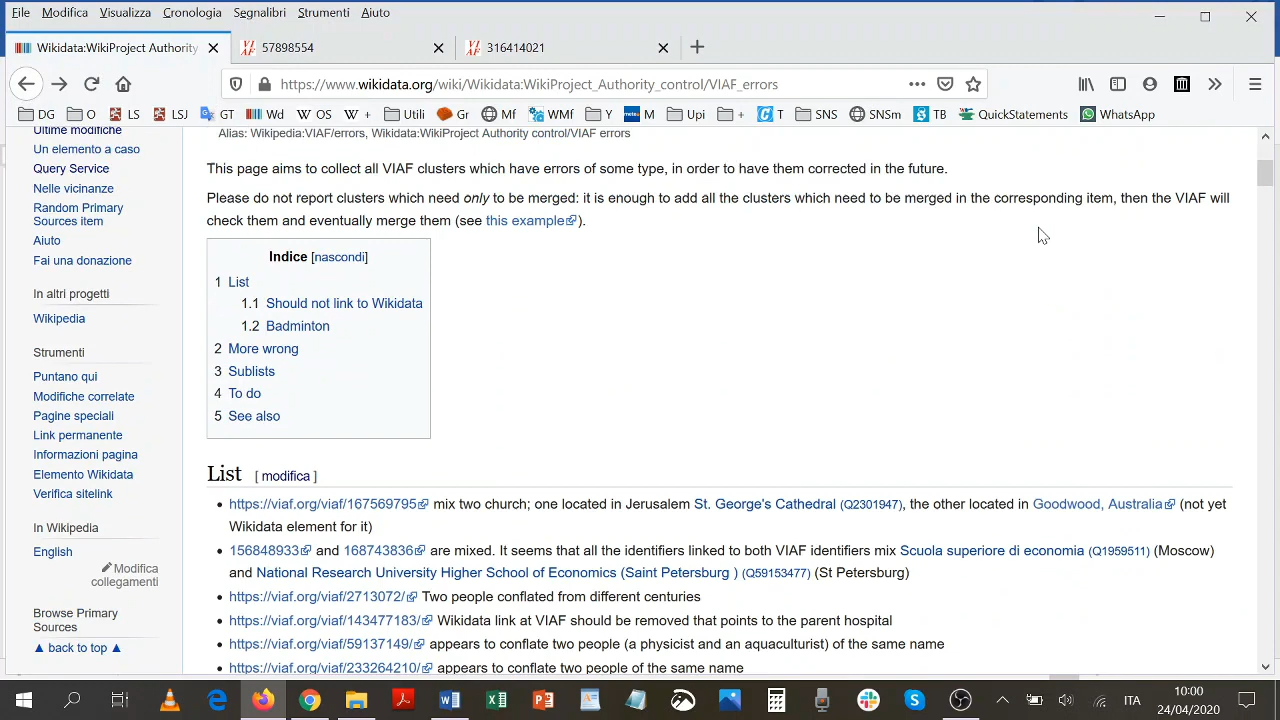 File Modifica Visualizza Cronologia Segnalibri Strumenti Aiuto
Wikidata:WikiProject Authority 57898554 316414021
https://www.wikidata.org/wiki/Wikidata:WikiProject_Authority_control/VIAF_errors
DG O LS LSJ GT Wd OS + Utili Gr Mf WMf Y M Upi + T SNS SNSm TB QuickStatements WhatsApp
Ultime modifiche
Un elemento a caso
Query Service
Nelle vicinanze
Random Primary
Sources item
Aiuto
Fai una donazione
In altri progetti
Wikipedia
Strumenti
Puntano qui
Modifiche correlate
Pagine speciali
Link permanente
Informazioni pagina
Elemento Wikidata
Verifica sitelink
In Wikipedia
English
Modifica
collegamenti
Browse Primary
Sources
▲ back to top ▲
Alias: Wikipedia:VIAF/errors, Wikidata:WikiProject Authority control/VIAF errors
This page aims to collect all VIAF clusters which have errors of some type, in order to have them corrected in the future.
Please do not report clusters which need only to be merged: it is enough to add all the clusters which need to be merged in the corresponding item, then the VIAF will
check them and eventually merge them (see this example).
Indice [nascondi]
1 List
1.1 Should not link to Wikidata
1.2 Badminton
2 More wrong
3 Sublists
4 To do
5 See also
List [ modifica ]
https://viaf.org/viaf/167569795 mix two church; one located in Jerusalem St. George's Cathedral (Q2301947), the other located in Goodwood, Australia (not yet
Wikidata element for it)
156848933 and 168743836 are mixed. It seems that all the identifiers linked to both VIAF identifiers mix Scuola superiore di economia (Q1959511) (Moscow)
and National Research University Higher School of Economics (Saint Petersburg ) (Q59153477) (St Petersburg)
https://viaf.org/viaf/2713072/ Two people conflated from different centuries
https://viaf.org/viaf/143477183/ Wikidata link at VIAF should be removed that points to the parent hospital
https://viaf.org/viaf/59137149/ appears to conflate two people (a physicist and an aquaculturist) of the same name
https://viaf.org/viaf/233264210/ appears to conflate two people of the same name
ITA
10:00
24/04/2020